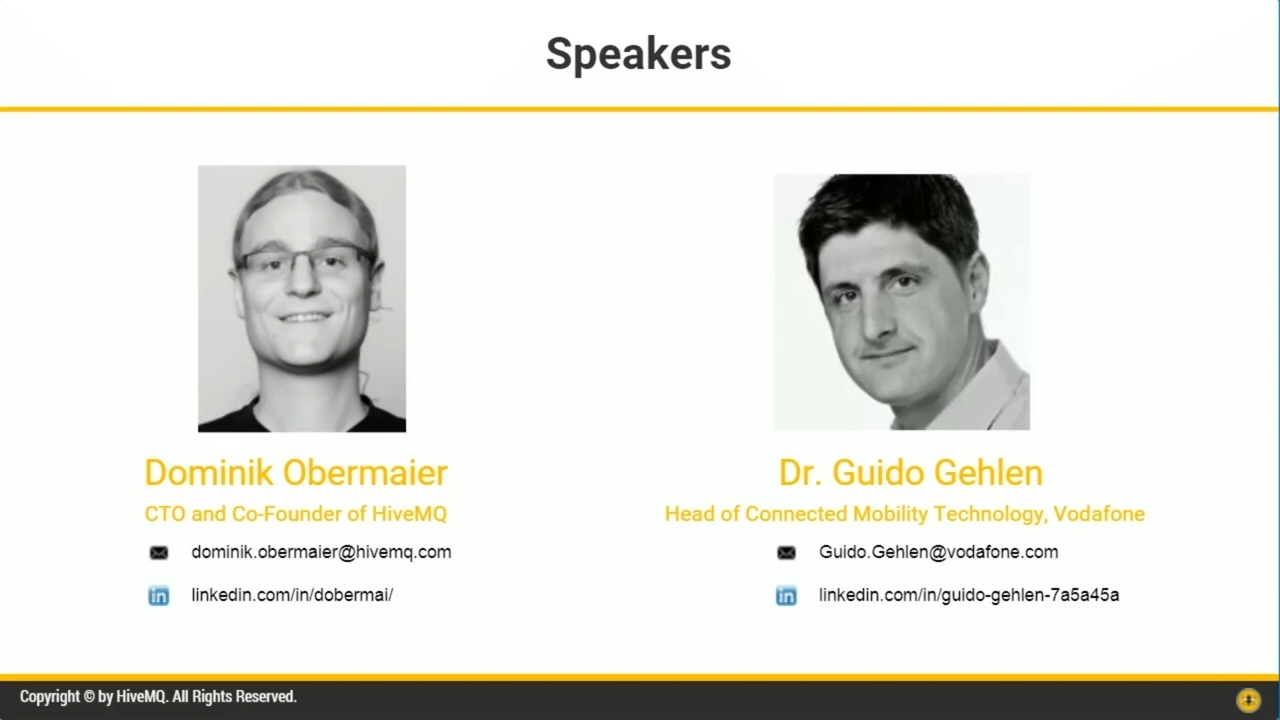 Speakers
Dominik Obermaier
CTO and Co-Founder of HiveMQ
dominik.obermaier@hivemq.com
in linkedin.com/in/dobermai/
Dr. Guido Gehlen
Head of Connected Mobility Technology, Vodafone
Guido.Gehlen@vodafone.com
in linkedin.com/in/guido-gehlen-7a5a45a
Copyright © by HiveMQ. All Rights Reserved.